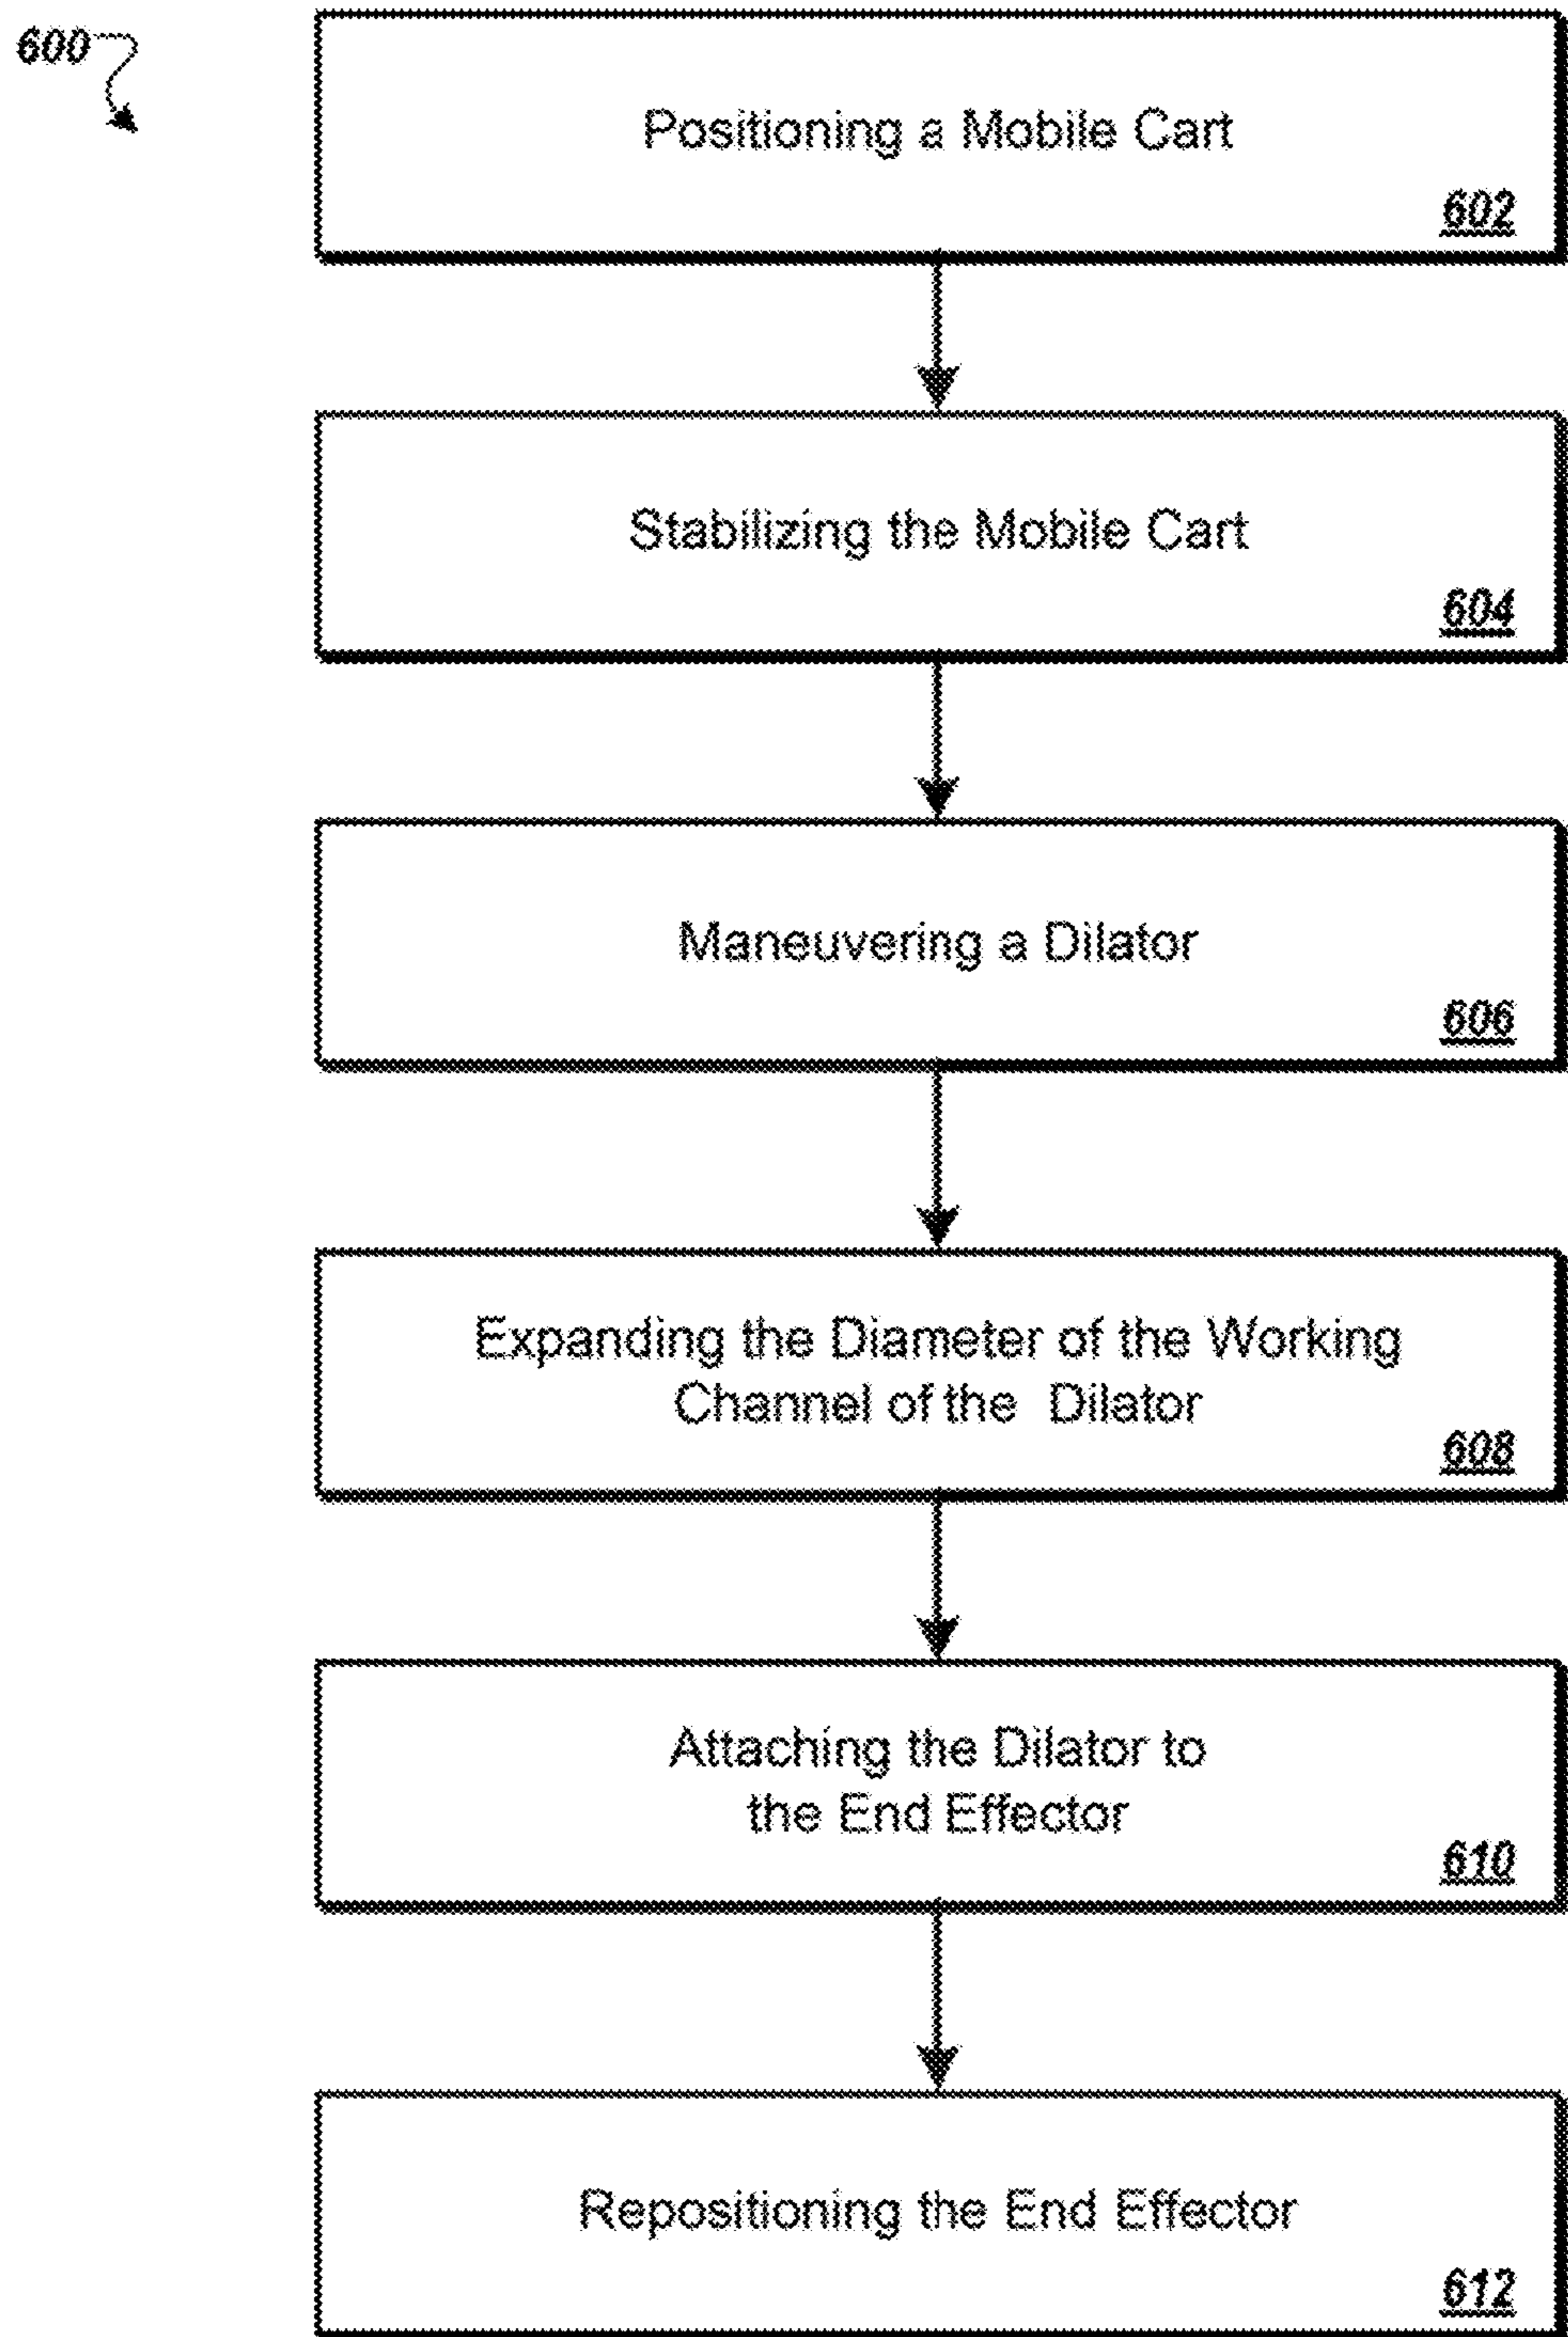 600
Positioning a Mobile Cart
602
Stabilizing the Mobile Cart
604
Maneuvering a Dilator
606
Expanding the Diameter of the Working
Channel of the Dilator
608
Attaching the Dilator to
the End Effector
610
Repositioning the End Effector
612